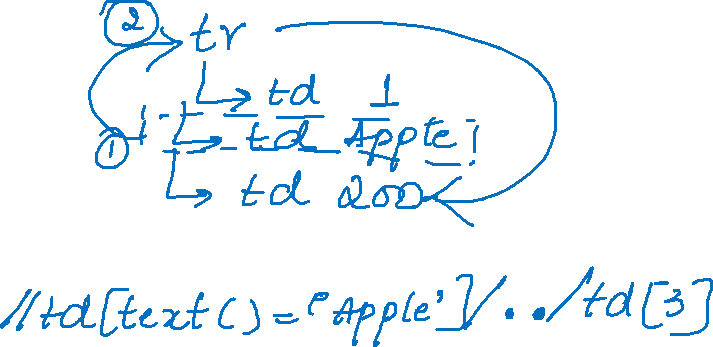 ② tr
td 1
① td Apple
td 200
//td[text()='Apple']/../td[3]